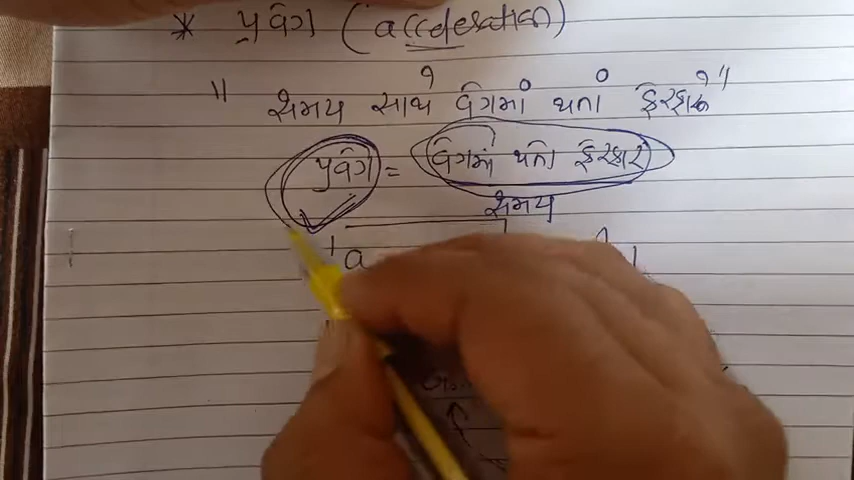 * પ્રવેગ (acceleration)
" સમય સાથે વેગમાં થતો ફેરફાર "
પ્રવેગ = વેગમાં થતો ફેરફાર
સમય
a